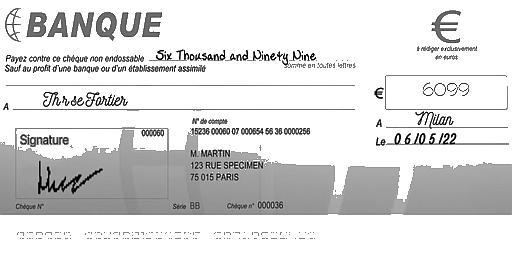 BANQUE
€
à rédiger exclusivement
en euros
Payez contre ce chèque non endossable Six Thousand and Ninety Nine
Sauf au profit d'une banque ou d'un établissement assimilé
somme en toutes lettres
€ 6099
A Th r se Fortier
A Milan
Le 06/05/22
Signature
000060
N° de compte
15236 00060 07 000654 56 36 0000256
M. MARTIN
123 RUE SPECIMEN
75 015 PARIS
Chèque N°
Série BB
Chèque n° 000036